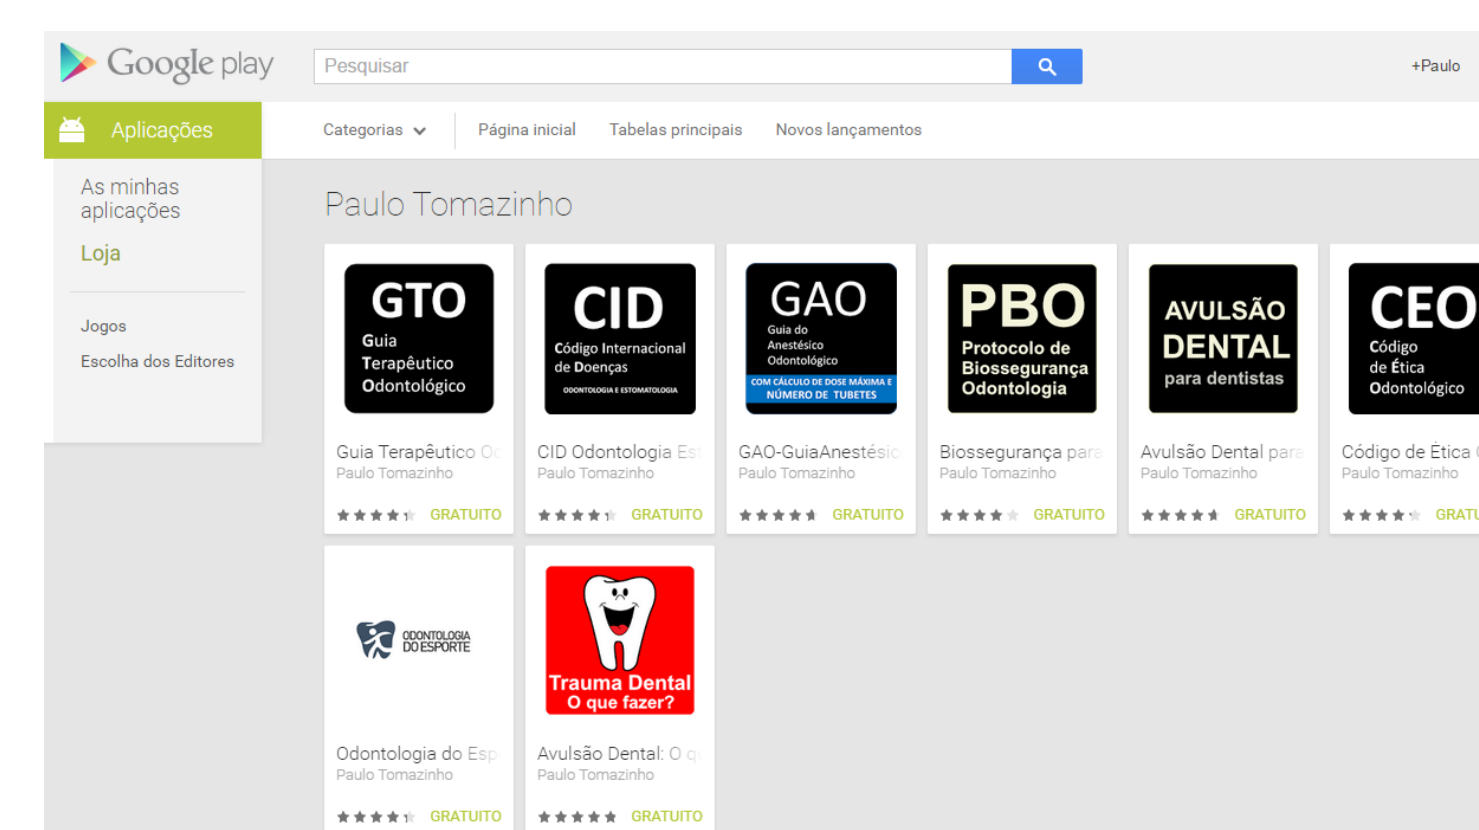 Google play
Pesquisar
+Paulo
Aplicações
Categorias
Página inicial
Tabelas principais
Novos lançamentos
As minhas
aplicações
Loja
Jogos
Escolha dos Editores
Paulo Tomazinho
GTO
Guia
Terapêutico
Odontológico
Guia Terapêutico Od
Paulo Tomazinho
GRATUITO
CID
Código Internacional
de Doenças
ODONTOLOGIA E ESTOMATOLOGIA
CID Odontologia Est
Paulo Tomazinho
GRATUITO
GAO
Guia do
Anestésico
Odontológico
COM CÁLCULO DE DOSE MÁXIMA E
NÚMERO DE TUBETES
GAO-GuiaAnestésic
Paulo Tomazinho
GRATUITO
PBO
Protocolo de
Biossegurança
Odontologia
Biossegurança para
Paulo Tomazinho
GRATUITO
AVULSÃO
DENTAL
para dentistas
Avulsão Dental para
Paulo Tomazinho
GRATUITO
CEO
Código
de Ética
Odontológico
Código de Ètica
Paulo Tomazinho
GRATU
ODONTOLOGIA
DO ESPORTE
Odontologia do Esp
Paulo Tomazinho
GRATUITO
Trauma Dental
O que fazer?
Avulsão Dental: O q
Paulo Tomazinho
GRATUITO